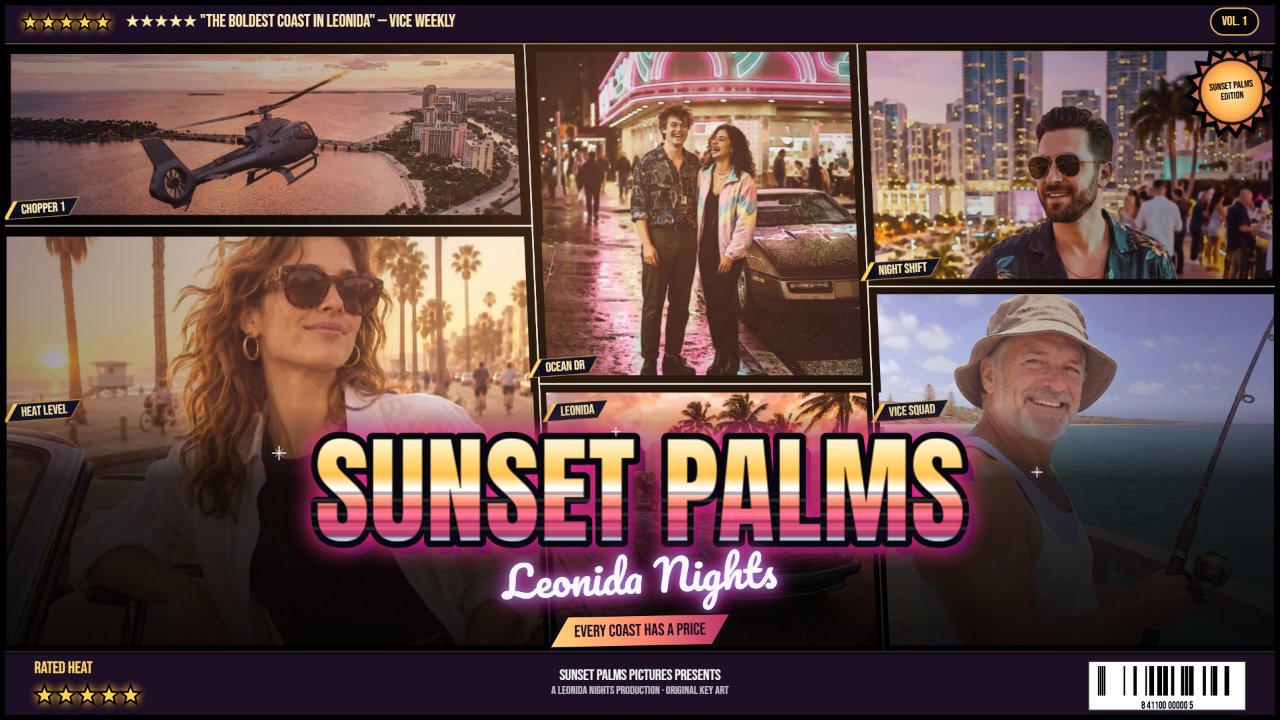 ★★★★★ "THE BOLDEST COAST IN LEONIDA" — VICE WEEKLY
VOL. 1
SUNSET PALMS
EDITION
CHOPPER 1
NIGHT SHIFT
OCEAN DR
HEAT LEVEL
LEONIDA
VICE SQUAD
SUNSET PALMS
Leonida Nights
EVERY COAST HAS A PRICE
RATED HEAT
SUNSET PALMS PICTURES PRESENTS
A LEONIDA NIGHTS PRODUCTION · ORIGINAL KEY ART
8 41100 00000 5